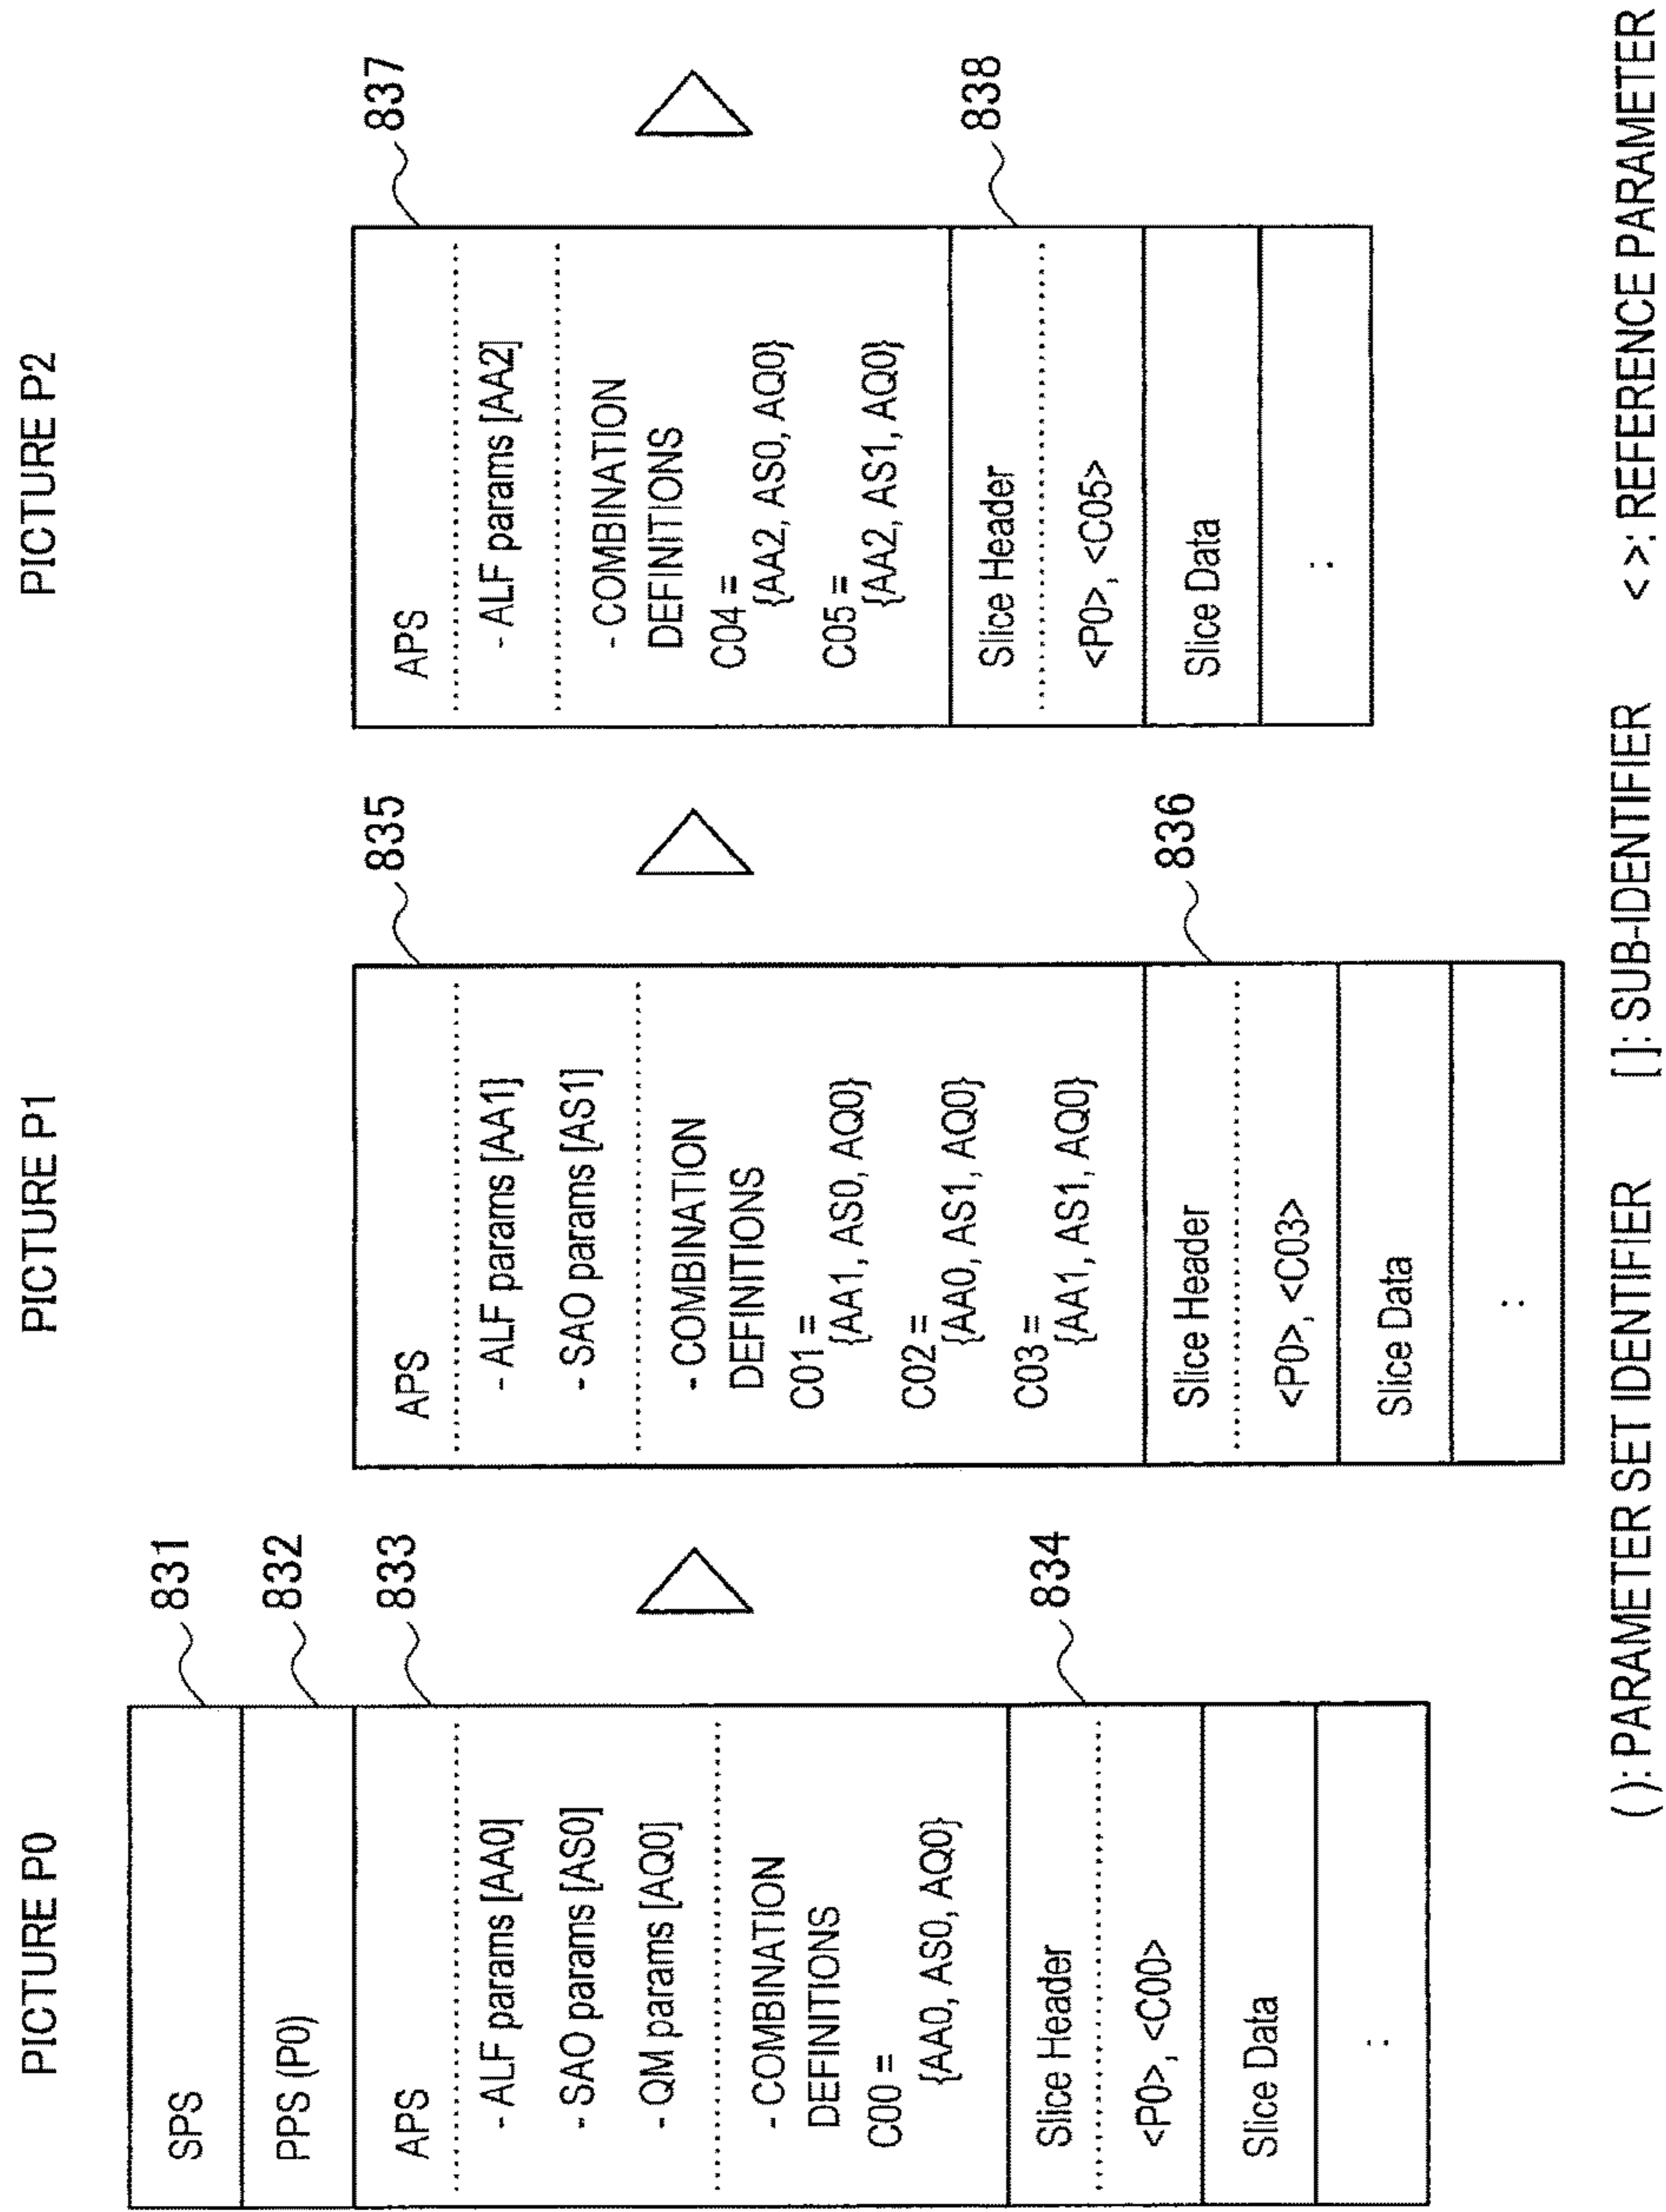 PICTURE P0
SPS
831
PPS (P0)
832
APS
833
- ALF params [AA0]
- SAO params [AS0]
- QM params [AQ0]
- COMBINATION
DEFINITIONS
C00 =
{AA0, AS0, AQ0}
Slice Header
834
<P0>, <C00>
Slice Data
:
PICTURE P1
APS
835
- ALF params [AA1]
- SAO params [AS1]
- COMBINATION
DEFINITIONS
C01 =
{AA1, AS0, AQ0}
C02 =
{AA0, AS1, AQ0}
C03 =
{AA1, AS1, AQ0}
Slice Header
836
<P0>, <C03>
Slice Data
:
PICTURE P2
APS
837
- ALF params [AA2]
- COMBINATION
DEFINITIONS
C04 =
{AA2, AS0, AQ0}
C05 =
{AA2, AS1, AQ0}
Slice Header
838
<P0>, <C05>
Slice Data
:
( ): PARAMETER SET IDENTIFIER [ ]: SUB-IDENTIFIER < >: REFERENCE PARAMETER